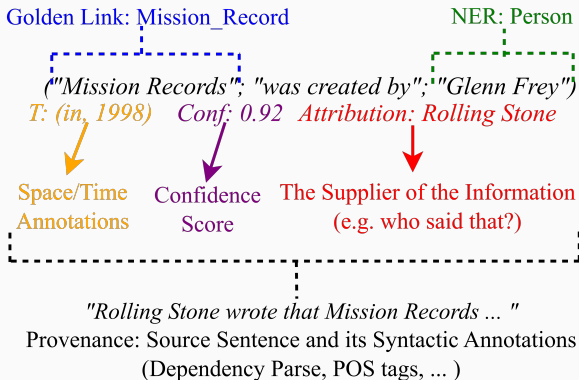 Golden Link: Mission_Record NER: Person
("Mission Records"; "was created by"; "Glenn Frey")
T: (in, 1998) Conf: 0.92 Attribution: Rolling Stone
Space/Time Annotations
Confidence Score
The Supplier of the Information (e.g. who said that?)
"Rolling Stone wrote that Mission Records ... "
Provenance: Source Sentence and its Syntactic Annotations
(Dependency Parse, POS tags, ... )